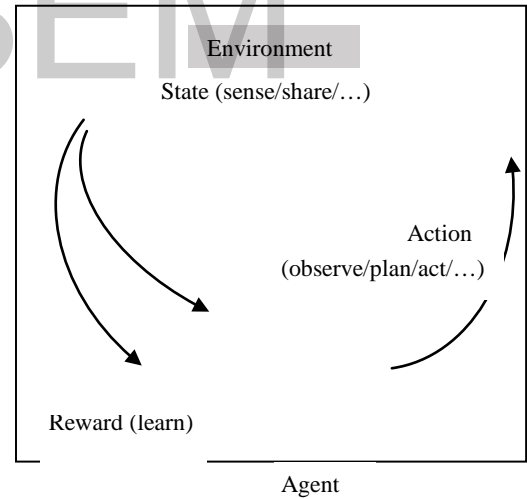 Environment
State (sense/share/…)
Action
(observe/plan/act/…)
Reward (learn)
Agent